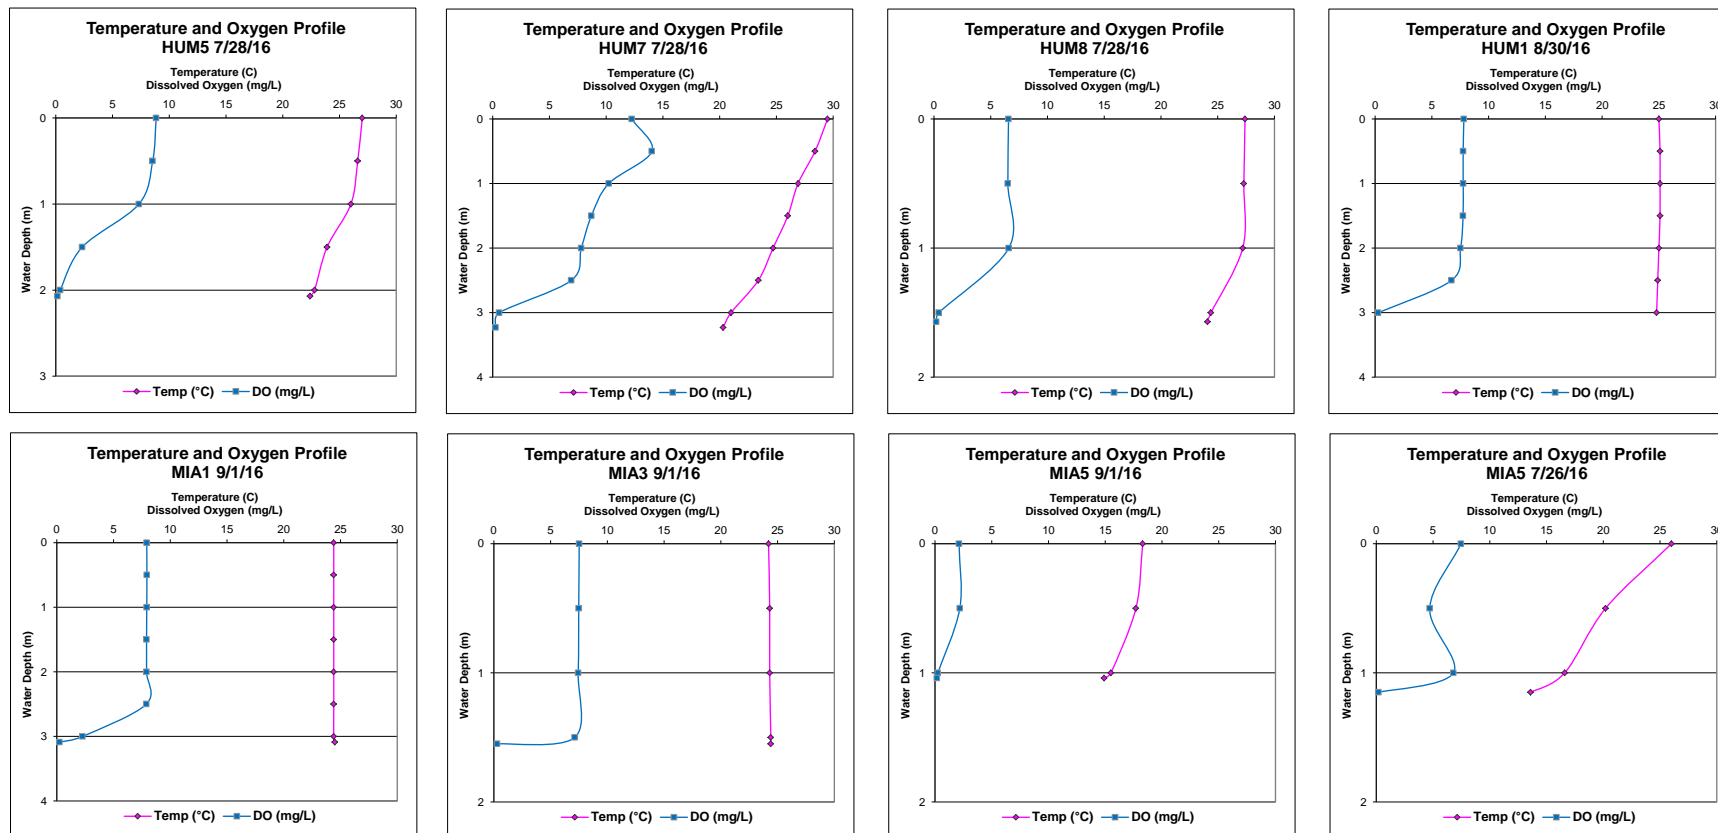 Temperature and Oxygen Profile
HUM5 7/28/16
Temperature (C)
Dissolved Oxygen (mg/L)
0 5 10 15 20 25 30
0
1
2
3
Water Depth (m)
Temp (°C) DO (mg/L)
Temperature and Oxygen Profile
HUM7 7/28/16
Temperature (C)
Dissolved Oxygen (mg/L)
0 5 10 15 20 25 30
0
1
2
3
4
Water Depth (m)
Temp (°C) DO (mg/L)
Temperature and Oxygen Profile
HUM8 7/28/16
Temperature (C)
Dissolved Oxygen (mg/L)
0 5 10 15 20 25 30
0
1
2
Water Depth (m)
Temp (°C) DO (mg/L)
Temperature and Oxygen Profile
HUM1 8/30/16
Temperature (C)
Dissolved Oxygen (mg/L)
0 5 10 15 20 25 30
0
1
2
3
4
Water Depth (m)
Temp (°C) DO (mg/L)
Temperature and Oxygen Profile
MIA1 9/1/16
Temperature (C)
Dissolved Oxygen (mg/L)
0 5 10 15 20 25 30
0
1
2
3
4
Water Depth (m)
Temp (°C) DO (mg/L)
Temperature and Oxygen Profile
MIA3 9/1/16
Temperature (C)
Dissolved Oxygen (mg/L)
0 5 10 15 20 25 30
0
1
2
Water Depth (m)
Temp (°C) DO (mg/L)
Temperature and Oxygen Profile
MIA5 9/1/16
Temperature (C)
Dissolved Oxygen (mg/L)
0 5 10 15 20 25 30
0
1
2
Water Depth (m)
Temp (°C) DO (mg/L)
Temperature and Oxygen Profile
MIA5 7/26/16
Temperature (C)
Dissolved Oxygen (mg/L)
0 5 10 15 20 25 30
0
1
2
Water Depth (m)
Temp (°C) DO (mg/L)